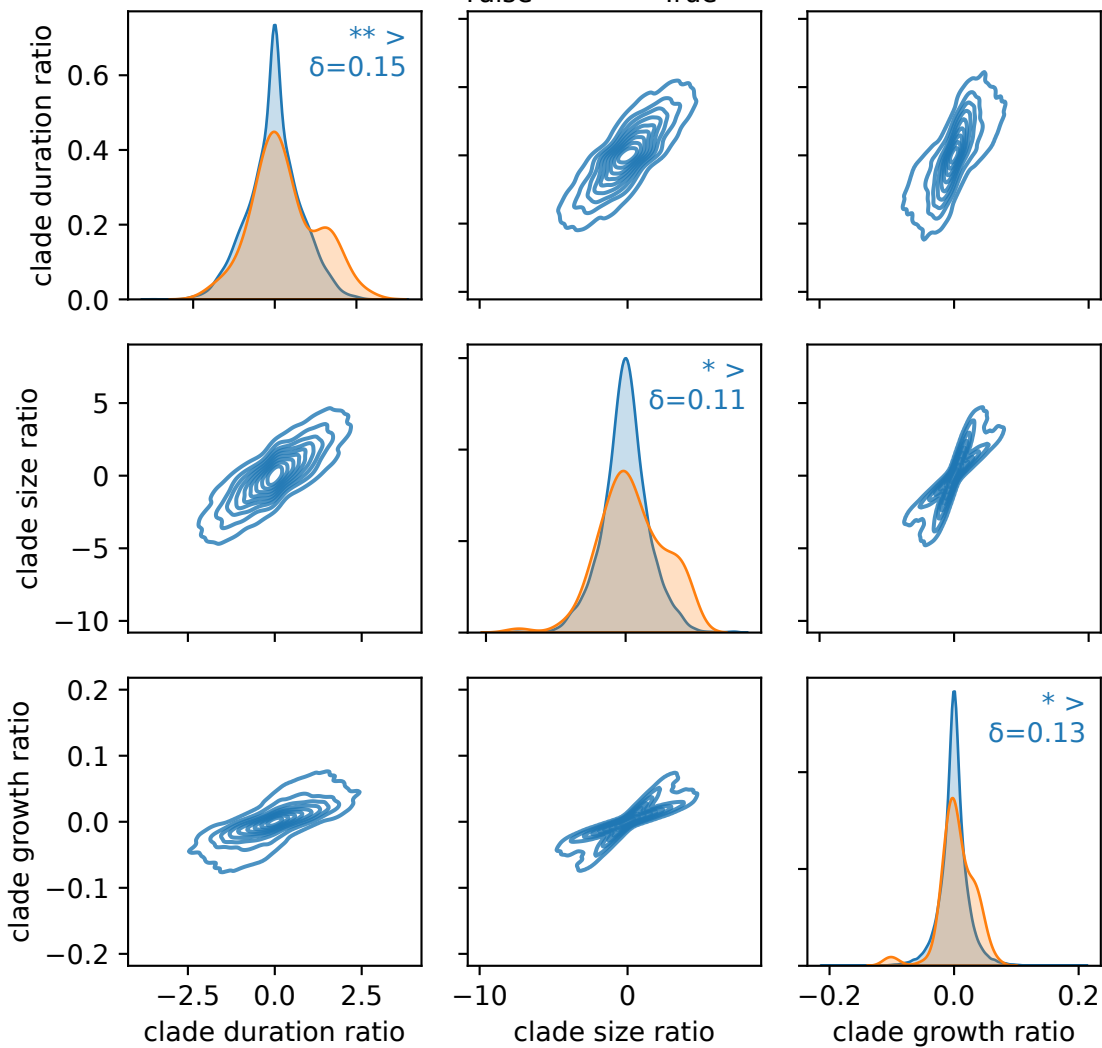 clade duration ratio
0.6
0.4
0.2
0.0
** >
δ=0.15
clade size ratio
5
0
−5
−10
* >
δ=0.11
clade growth ratio
0.2
0.1
0.0
−0.1
−0.2
* >
δ=0.13
−2.5
0.0
2.5
−10
0
−0.2
0.0
0.2
clade duration ratio
clade size ratio
clade growth ratio